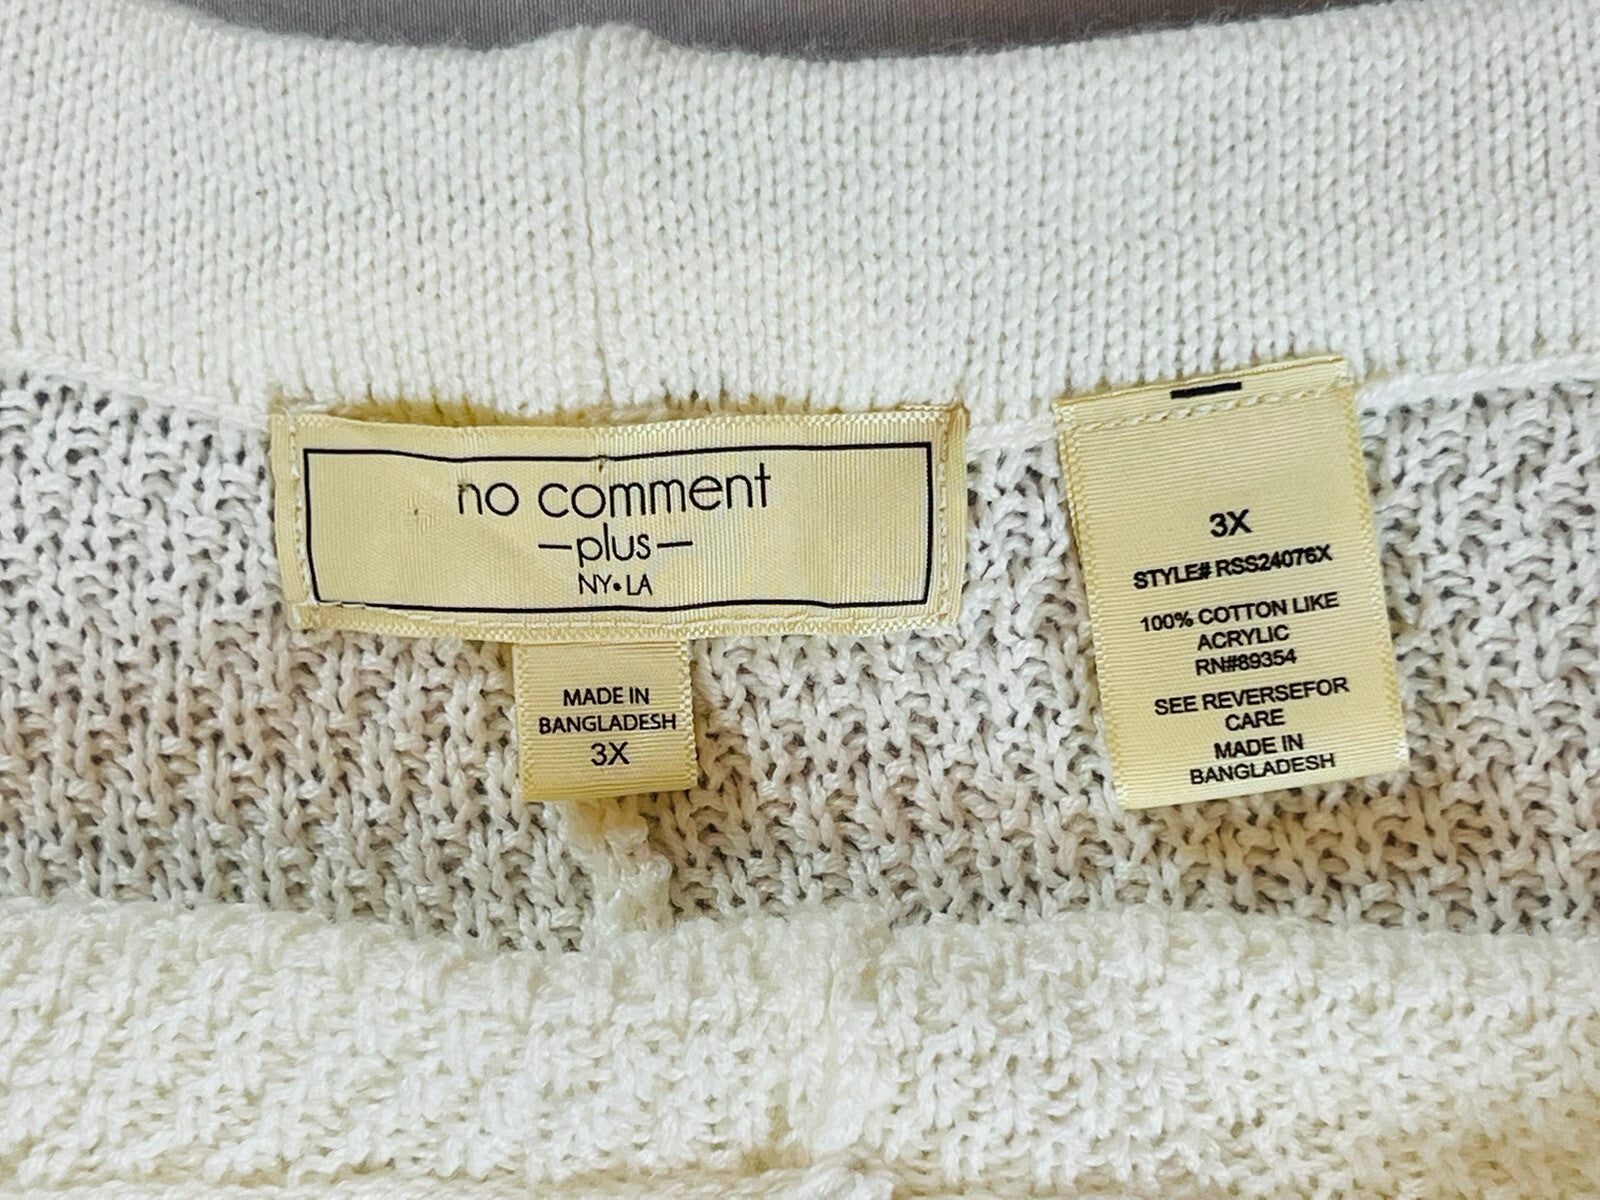 no comment
—plus—
NY•LA
MADE IN
BANGLADESH
3X
3X
STYLE# RSS24076X
100% COTTON LIKE
ACRYLIC
RN#89354
SEE REVERSEFOR
CARE
MADE IN
BANGLADESH